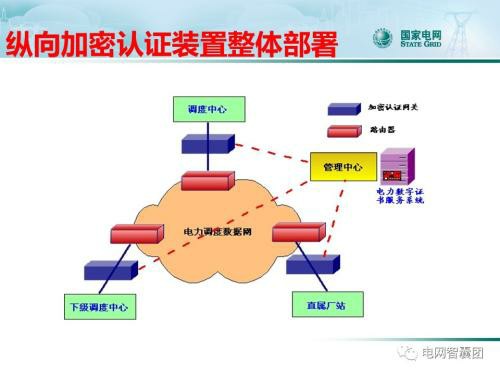 纵向加密认证装置整体部署
国家电网
STATE GRID
调度中心
加密认证网关
路由器
管理中心
电力数字证
书服务系统
电力调度数据网
下级调度中心
直属厂站
电网智囊团